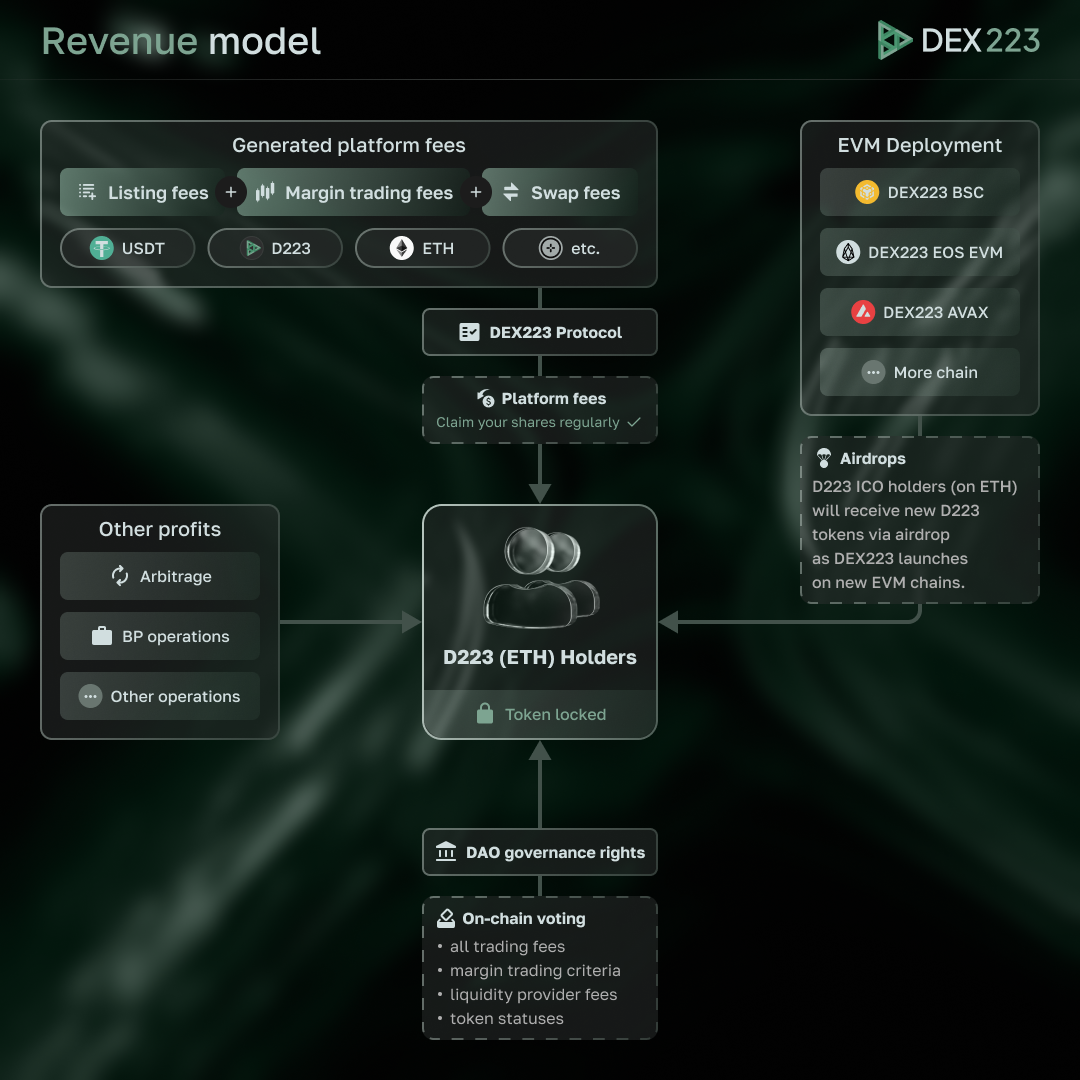 Revenue model
DEX223
Generated platform fees
Listing fees + Margin trading fees + Swap fees
USDT
D223
ETH
etc.
DEX223 Protocol
Platform fees
Claim your shares regularly
EVM Deployment
DEX223 BSC
DEX223 EOS EVM
DEX223 AVAX
More chain
Airdrops
D223 ICO holders (on ETH)
will receive new D223
tokens via airdrop
as DEX223 launches
on new EVM chains.
Other profits
Arbitrage
BP operations
Other operations
D223 (ETH) Holders
Token locked
DAO governance rights
On-chain voting
• all trading fees
• margin trading criteria
• liquidity provider fees
• token statuses